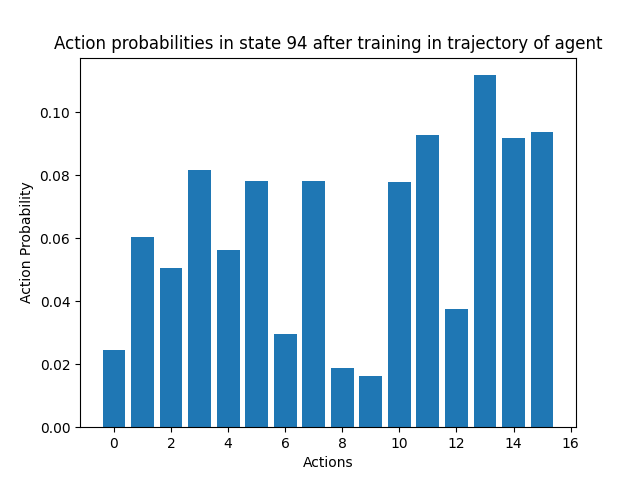 Action probabilities in state 94 after training in trajectory of agent
0.10
0.08
0.06
0.04
0.02
0.00
Action Probability
0 2 4 6 8 10 12 14 16
Actions